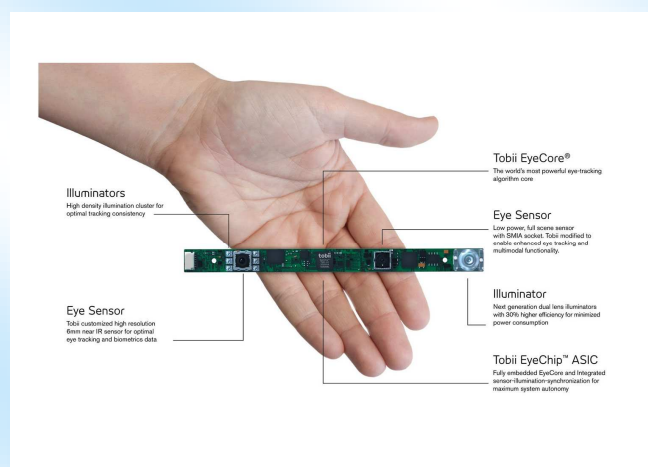 Tobii EyeCore®
The world's most powerful eye-tracking
algorithm core
Illuminators
High density illumination cluster for
optimal tracking consistency
Eye Sensor
Low power, full scene sensor
with SMIA socket. Tobii modified to
enable enhanced eye tracking and
multimodal functionality.
tobii
Eye Sensor
Tobii customized high resolution
6mm near IR sensor for optimal
eye tracking and biometrics data
Illuminator
Next generation dual lens illuminators
with 30% higher efficiency for minimized
power consumption
Tobii EyeChip™ ASIC
Fully embedded EyeCore and Integrated
sensor-illumination-synchronization for
maximum system autonomy